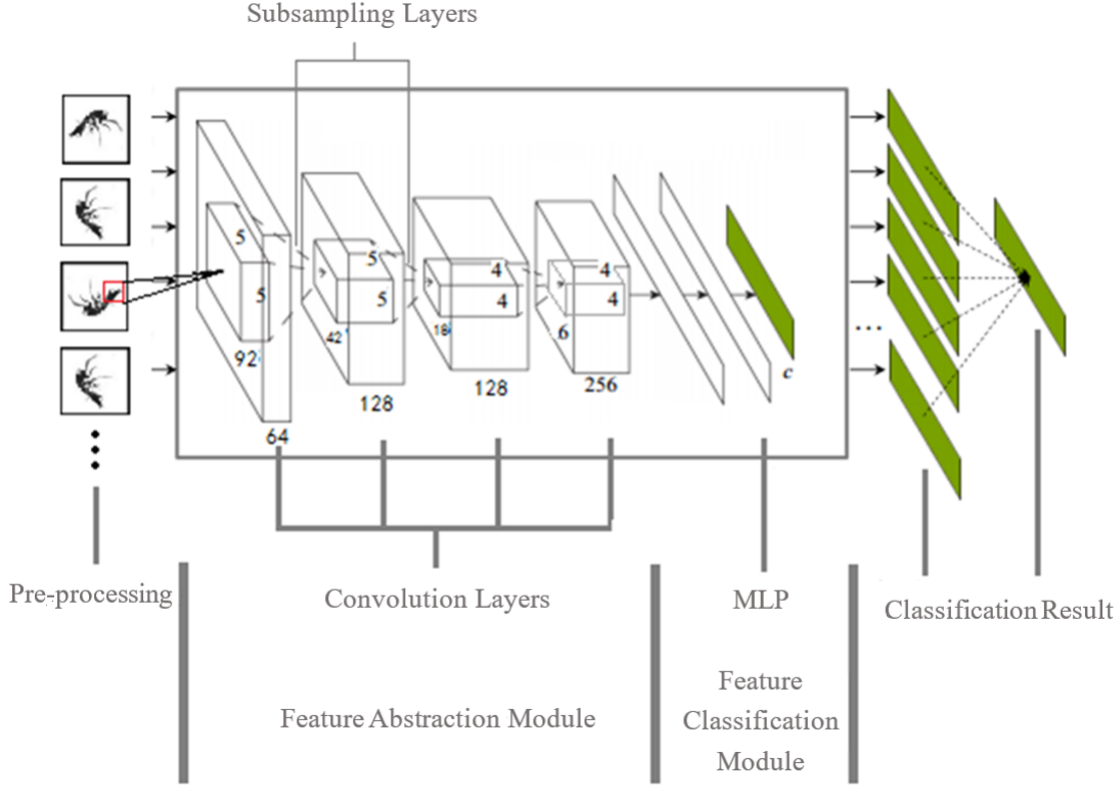 Subsampling Layers
5
5
92
64
5
5
42
128
4
4
18
128
4
4
6
256
c
...
Pre-processing
Convolution Layers
MLP
Classification Result
Feature Abstraction Module
Feature
Classification
Module